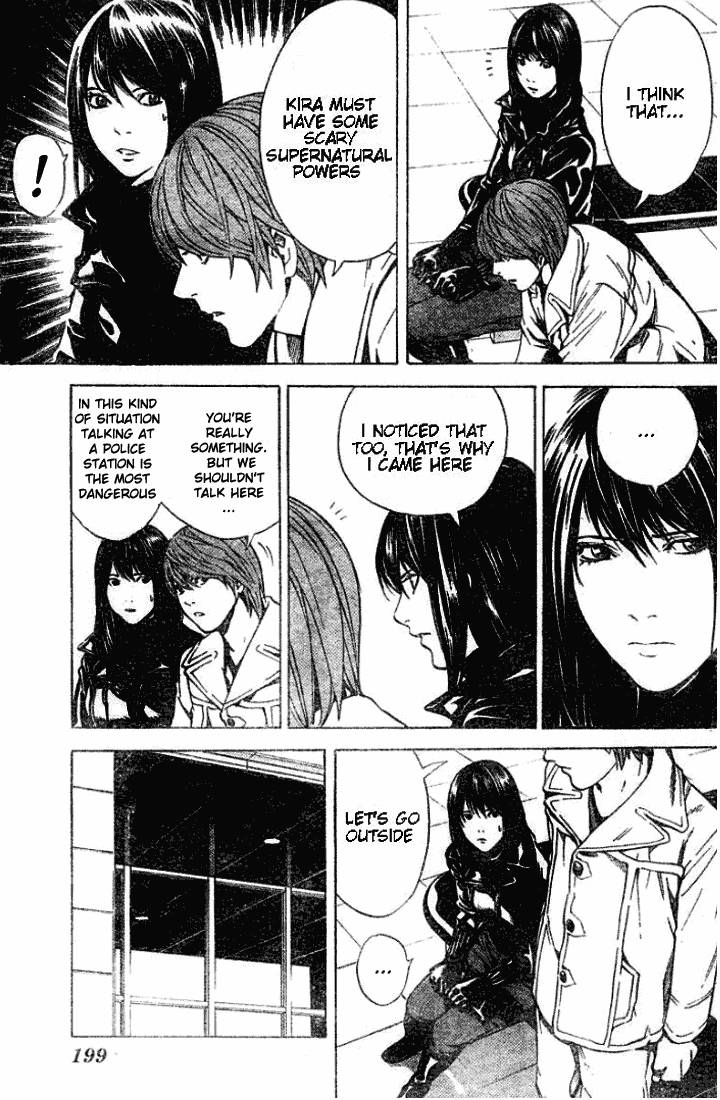 I THINK
THAT...
KIRA MUST
HAVE SOME
SCARY
SUPERNATURAL
POWERS
!
...
I NOTICED THAT
TOO, THAT'S WHY
I CAME HERE
YOU'RE
REALLY
SOMETHING.
BUT WE
SHOULDN'T
TALK HERE
...
IN THIS KIND
OF SITUATION
TALKING AT
A POLICE
STATION IS
THE MOST
DANGEROUS
LET'S GO
OUTSIDE
...
199